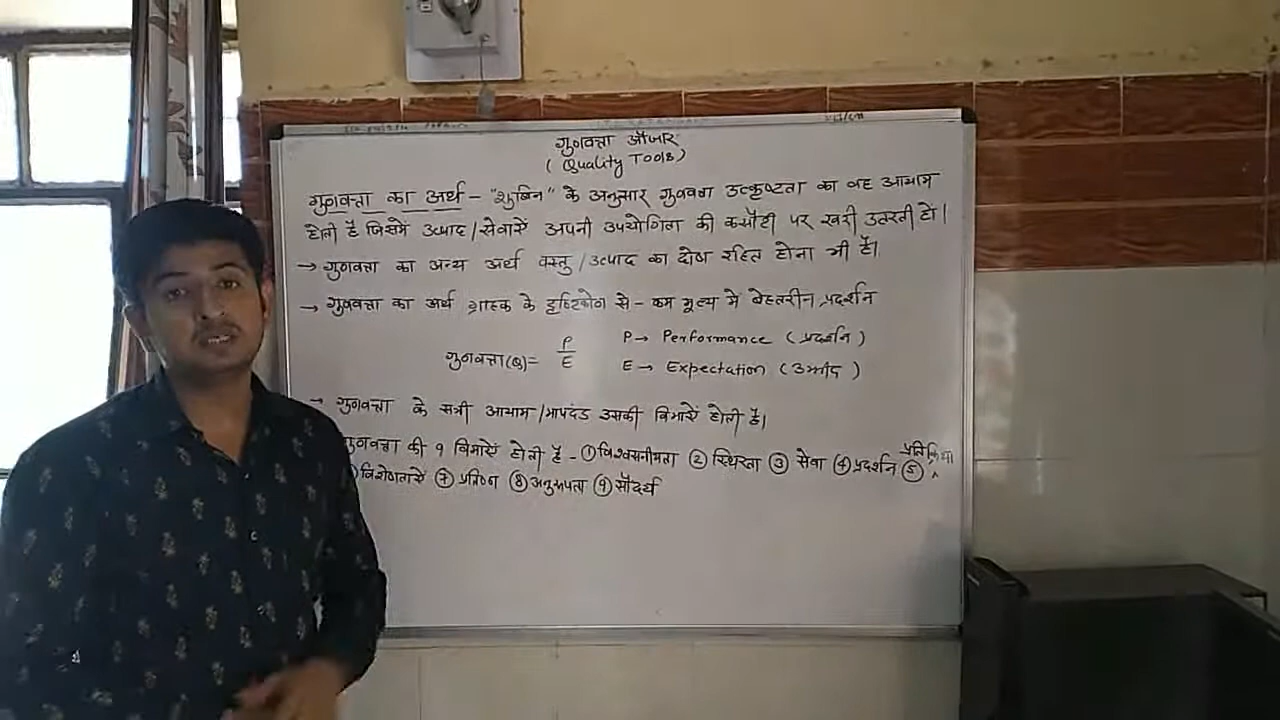 गुणवत्ता औजार
(Quality Tools)
गुणवत्ता का अर्थ - "शुबिन" के अनुसार गुणवत्ता उत्कृष्टता का वह आयाम
होती है जिसमें उत्पाद/सेवाएें अपनी उपयोगिता की कसौटी पर खरी उतरती हो।
→ गुणवत्ता का अन्य अर्थ वस्तु/उत्पाद का दोष रहित होना भी है।
→ गुणवत्ता का अर्थ ग्राहक के दृष्टिकोण से - कम मूल्य मे बेहतरीन प्रदर्शन
गुणवत्ता(Q)= P/E
P→ Performance (प्रदर्शन)
E→ Expectation (उम्मीद)
→ गुणवत्ता के सभी आयाम/मापदंड उसकी विमाऐं होती है।
गुणवत्ता की 9 विमाऐं होती है - ① विश्वसनीयता ② स्थिरता ③ सेवा ④ प्रदर्शन ⑤ प्रतिक्रिया
विशेषताऐं ⑦ प्रतिष्ठा ⑧ अनुरूपता ⑨ सौंदर्य